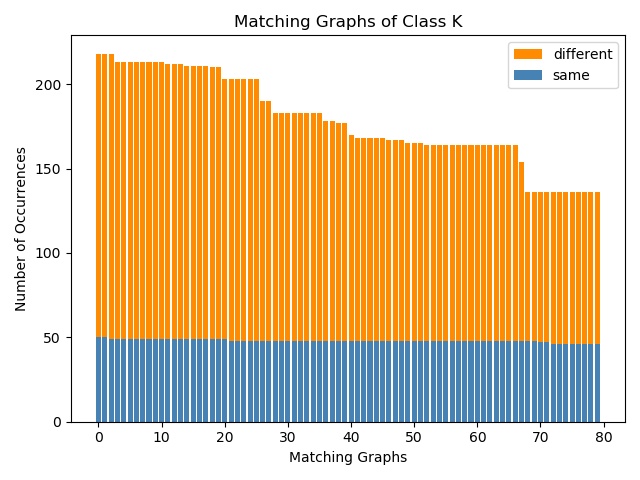 Matching Graphs of Class K
different
same
Number of Occurrences
200
150
100
50
0
0 10 20 30 40 50 60 70 80
Matching Graphs